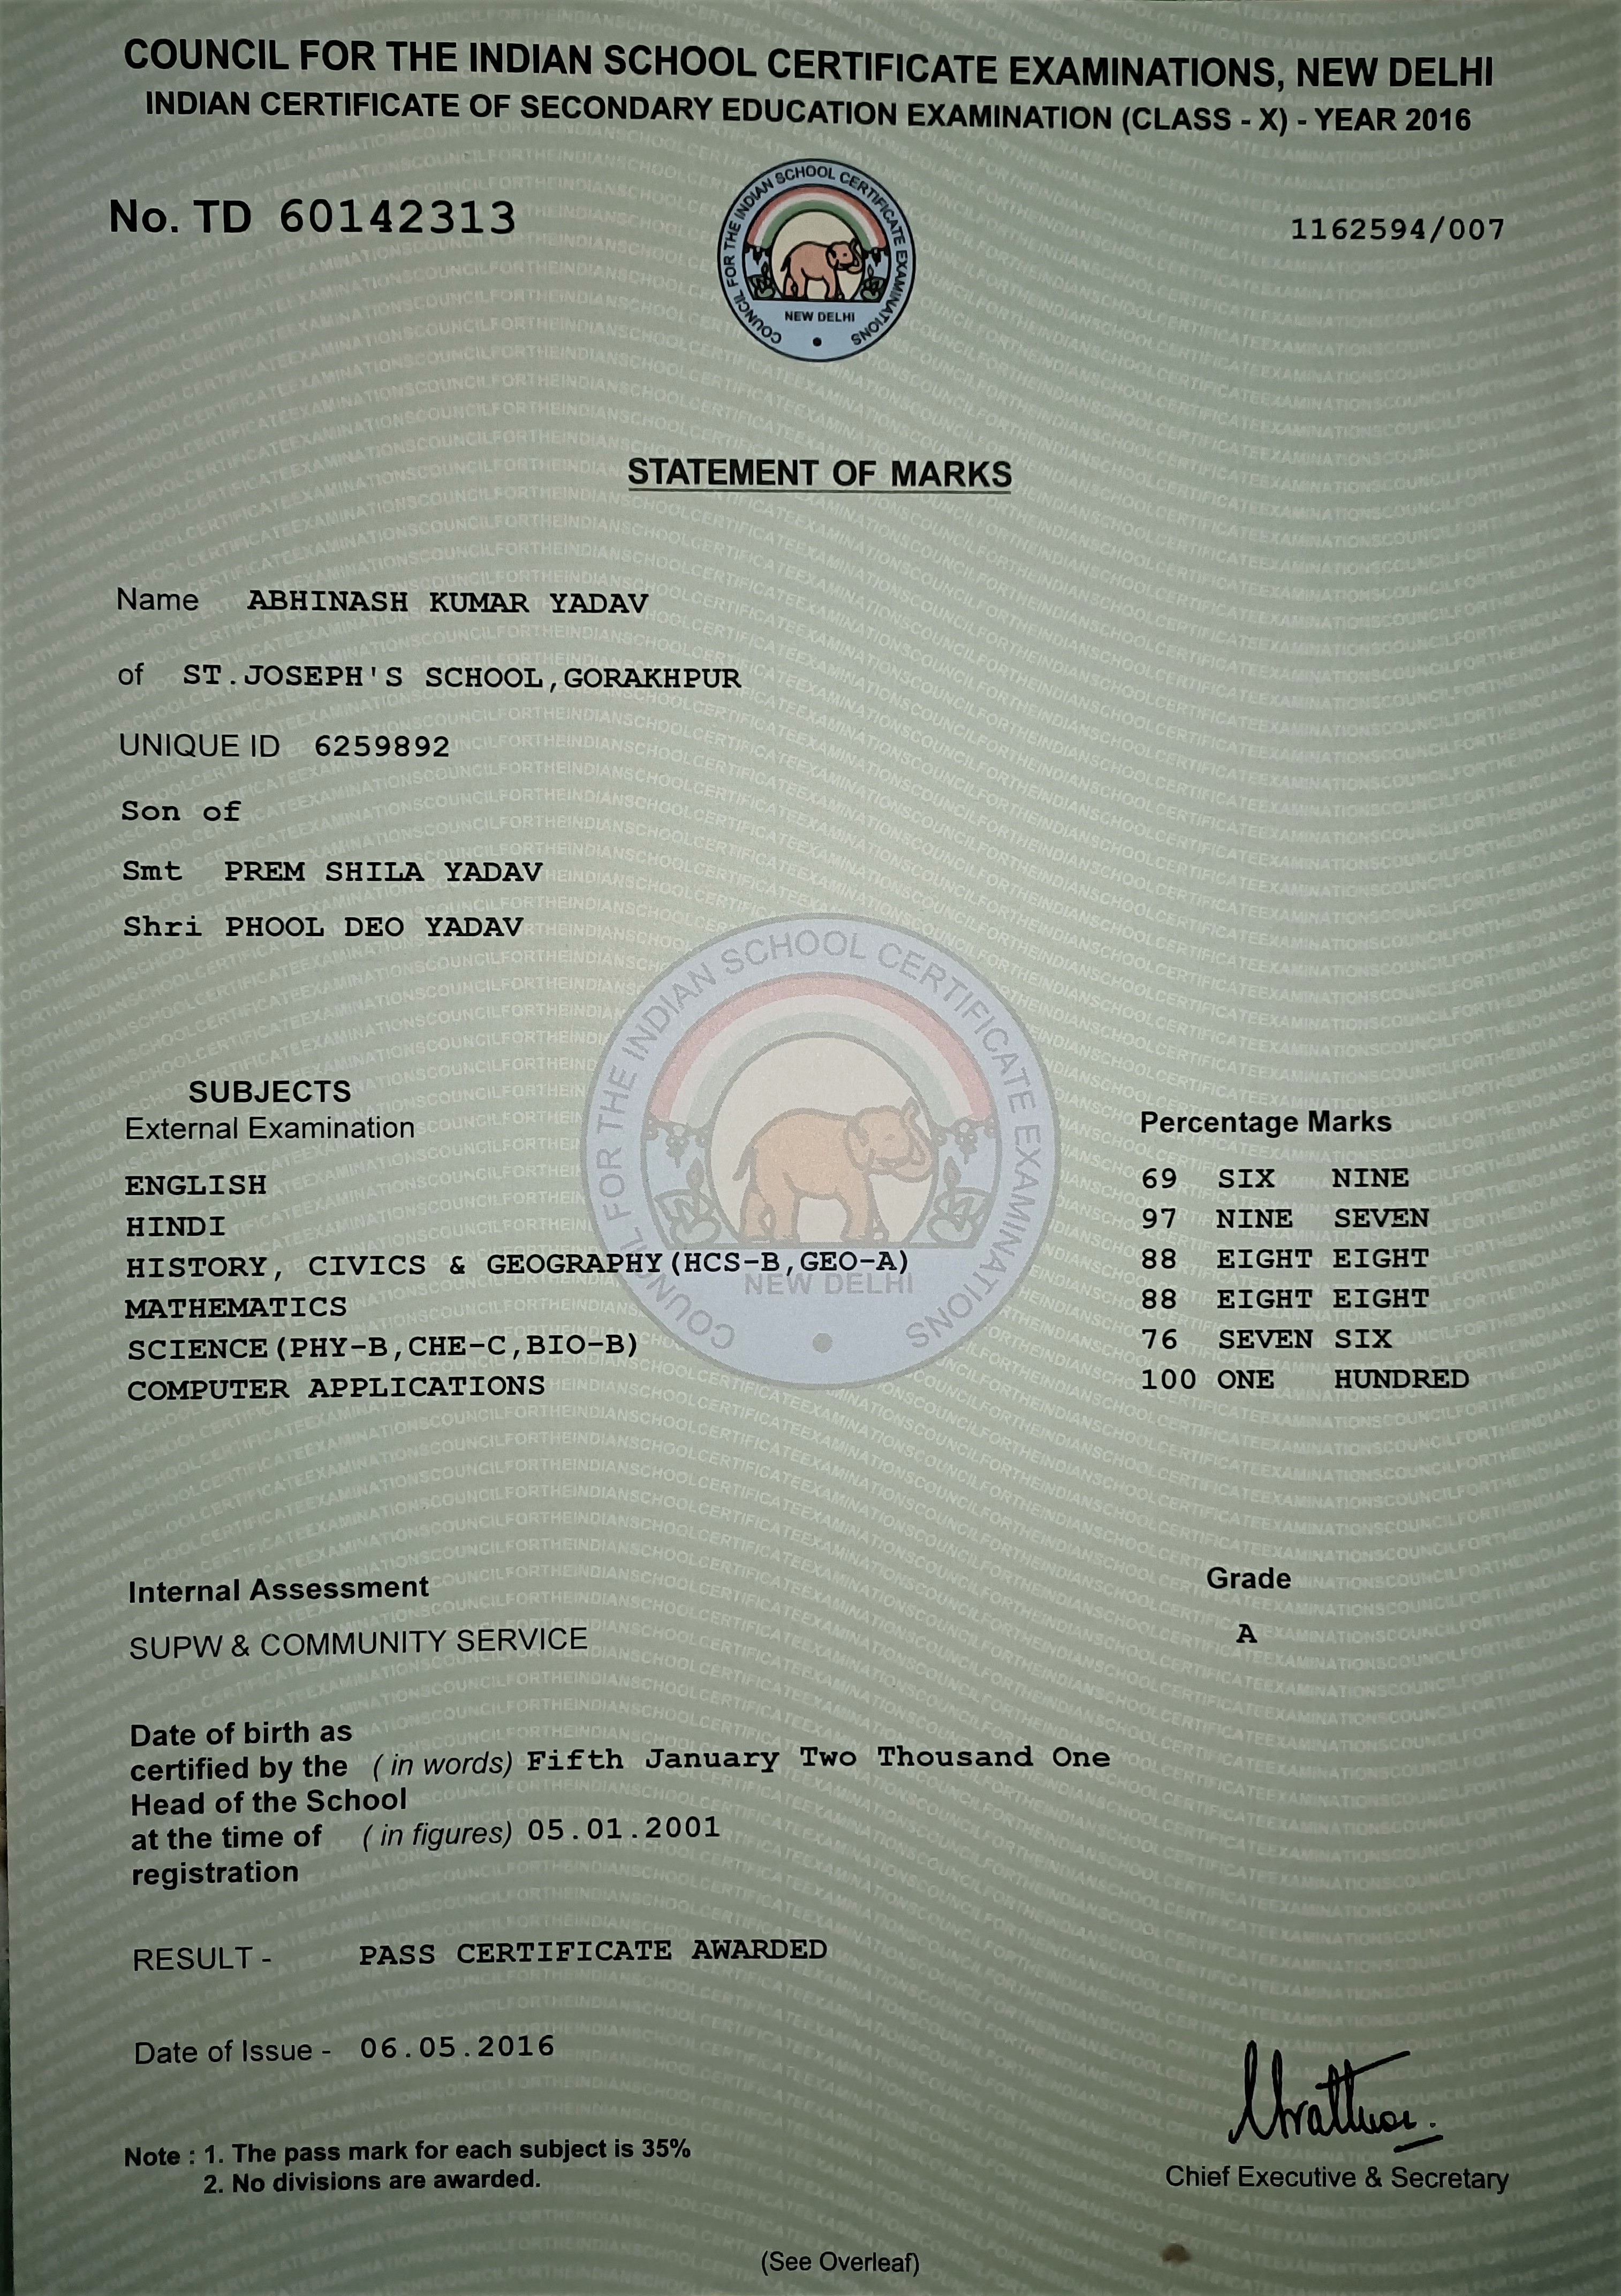 COUNCIL FOR THE INDIAN SCHOOL CERTIFICATE EXAMINATIONS, NEW DELHI
INDIAN CERTIFICATE OF SECONDARY EDUCATION EXAMINATION (CLASS - X) - YEAR 2016
No. TD 60142313
1162594/007
COUNCIL FOR THE INDIAN SCHOOL CERTIFICATE EXAMINATIONS
NEW DELHI
STATEMENT OF MARKS
Name ABHINASH KUMAR YADAV
of ST.JOSEPH'S SCHOOL,GORAKHPUR
UNIQUE ID 6259892
Son of
Smt PREM SHILA YADAV
Shri PHOOL DEO YADAV
COUNCIL FOR THE INDIAN SCHOOL CERTIFICATE EXAMINATIONS
NEW DELHI
SUBJECTS
External Examination Percentage Marks
ENGLISH 69 SIX NINE
HINDI 97 NINE SEVEN
HISTORY, CIVICS & GEOGRAPHY(HCS-B,GEO-A) 88 EIGHT EIGHT
MATHEMATICS 88 EIGHT EIGHT
SCIENCE(PHY-B,CHE-C,BIO-B) 76 SEVEN SIX
COMPUTER APPLICATIONS 100 ONE HUNDRED
Internal Assessment Grade
SUPW & COMMUNITY SERVICE A
Date of birth as
certified by the (in words) Fifth January Two Thousand One
Head of the School
at the time of (in figures) 05.01.2001
registration
RESULT - PASS CERTIFICATE AWARDED
Date of Issue - 06.05.2016
Note : 1. The pass mark for each subject is 35%
2. No divisions are awarded.
Chief Executive & Secretary
(See Overleaf)